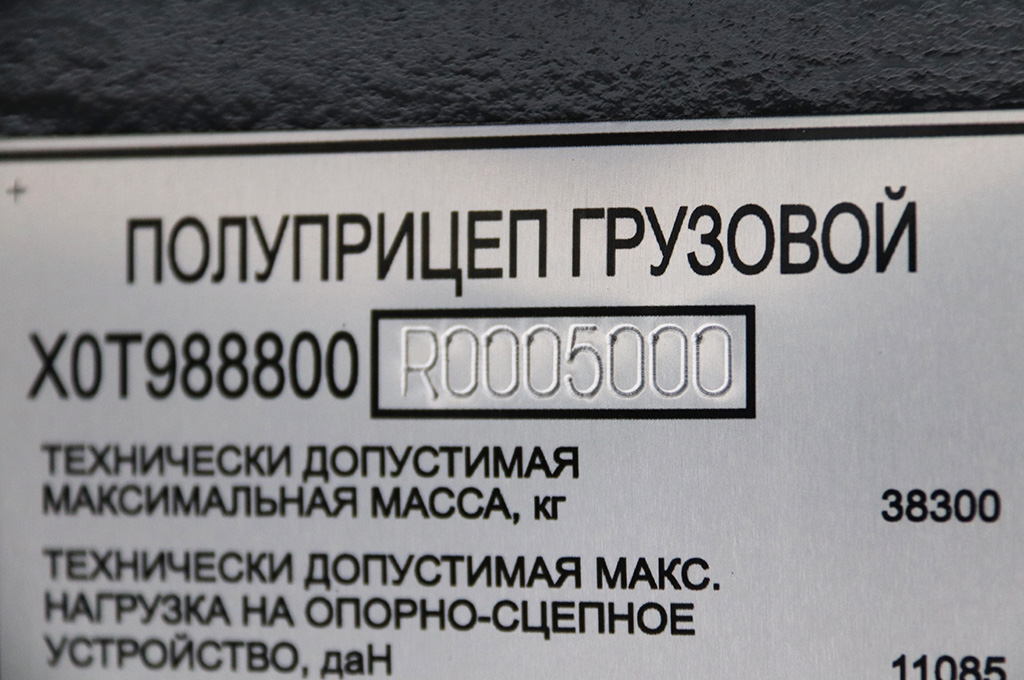 ПОЛУПРИЦЕП ГРУЗОВОЙ
X0T988800 R0005000
ТЕХНИЧЕСКИ ДОПУСТИМАЯ
МАКСИМАЛЬНАЯ МАССА, кг 38300
ТЕХНИЧЕСКИ ДОПУСТИМАЯ МАКС.
НАГРУЗКА НА ОПОРНО-СЦЕПНОЕ
УСТРОЙСТВО, даН 11085